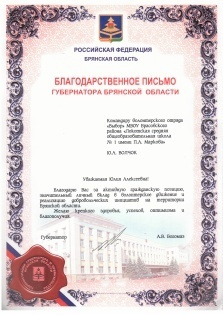 РОССИЙСКАЯ ФЕДЕРАЦИЯ
БРЯНСКАЯ ОБЛАСТЬ
БЛАГОДАРСТВЕННОЕ ПИСЬМО
ГУБЕРНАТОРА БРЯНСКОЙ ОБЛАСТИ
Командиру волонтерского отряда
«Выбор» МБОУ Брасовского
района «Локотская средняя
общеобразовательная школа
№ 1 имени П.А. Маркова»
Ю.А. ВОЛЧОК
Уважаемая Юлия Алексеевна!
Благодарю Вас за активную гражданскую позицию,
значительный личный вклад в волонтерское движение и
реализацию добровольческих инициатив на территории
Брянской области.
Желаю крепкого здоровья, успехов, оптимизма и
благополучия.
Губернатор А.В. Богомаз